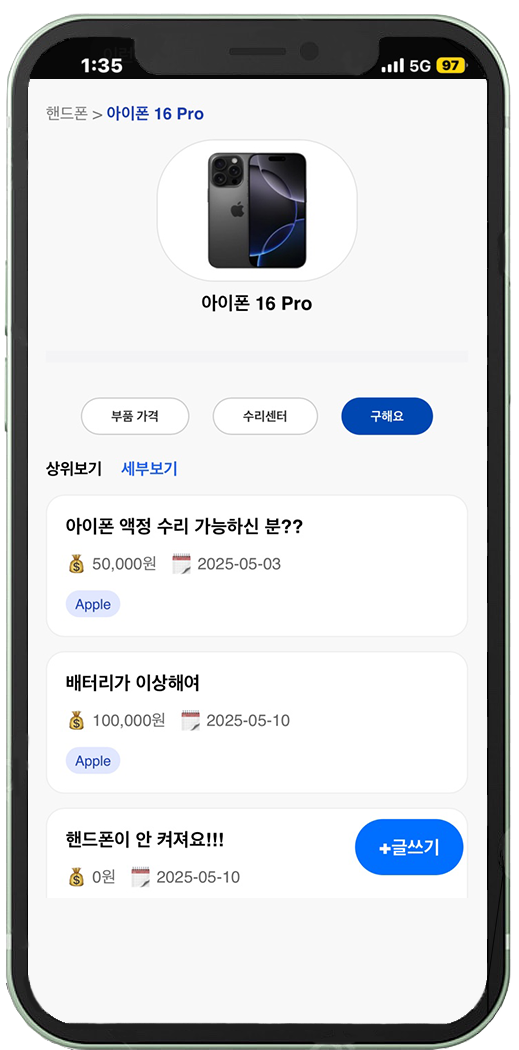 1:35 5G 97
핸드폰 > 아이폰 16 Pro
아이폰 16 Pro
부품 가격 수리센터 구해요
상위보기 세부보기
아이폰 액정 수리 가능하신 분??
50,000원 2025-05-03
Apple
배터리가 이상해여
100,000원 2025-05-10
Apple
핸드폰이 안 켜져요!!!
0원 2025-05-10
+글쓰기